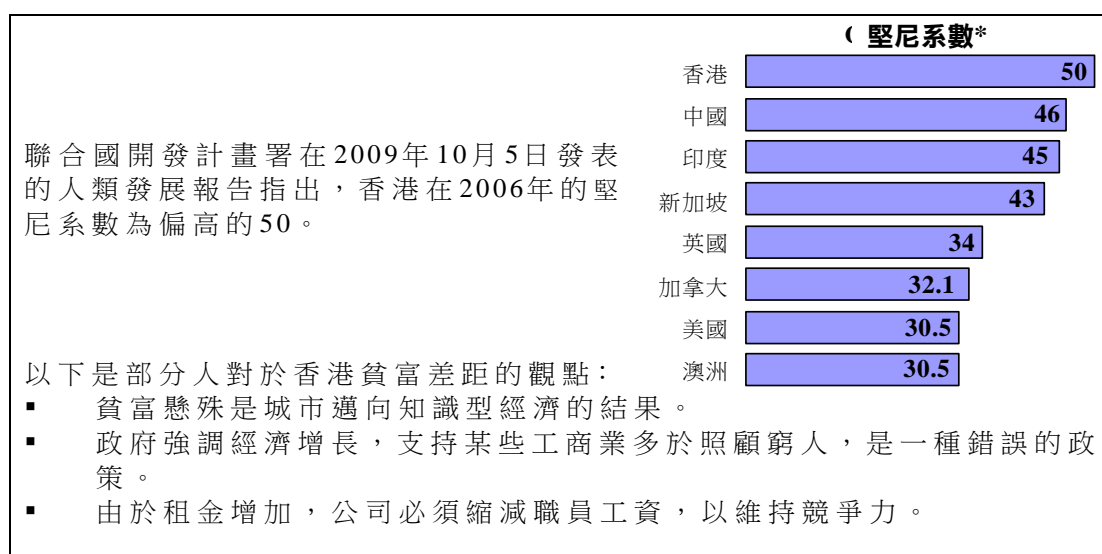 ( 堅尼系數*
香港 50
中國 46
印度 45
新加坡 43
英國 34
加拿大 32.1
美國 30.5
澳洲 30.5
聯合國開發計畫署在2009年10月5日發表
的人類發展報告指出，香港在2006年的堅
尼系數為偏高的50。
以下是部分人對於香港貧富差距的觀點：
▪ 貧富懸殊是城市邁向知識型經濟的結果。
▪ 政府強調經濟增長，支持某些工商業多於照顧窮人，是一種錯誤的政
策。
▪ 由於租金增加，公司必須縮減職員工資，以維持競爭力。